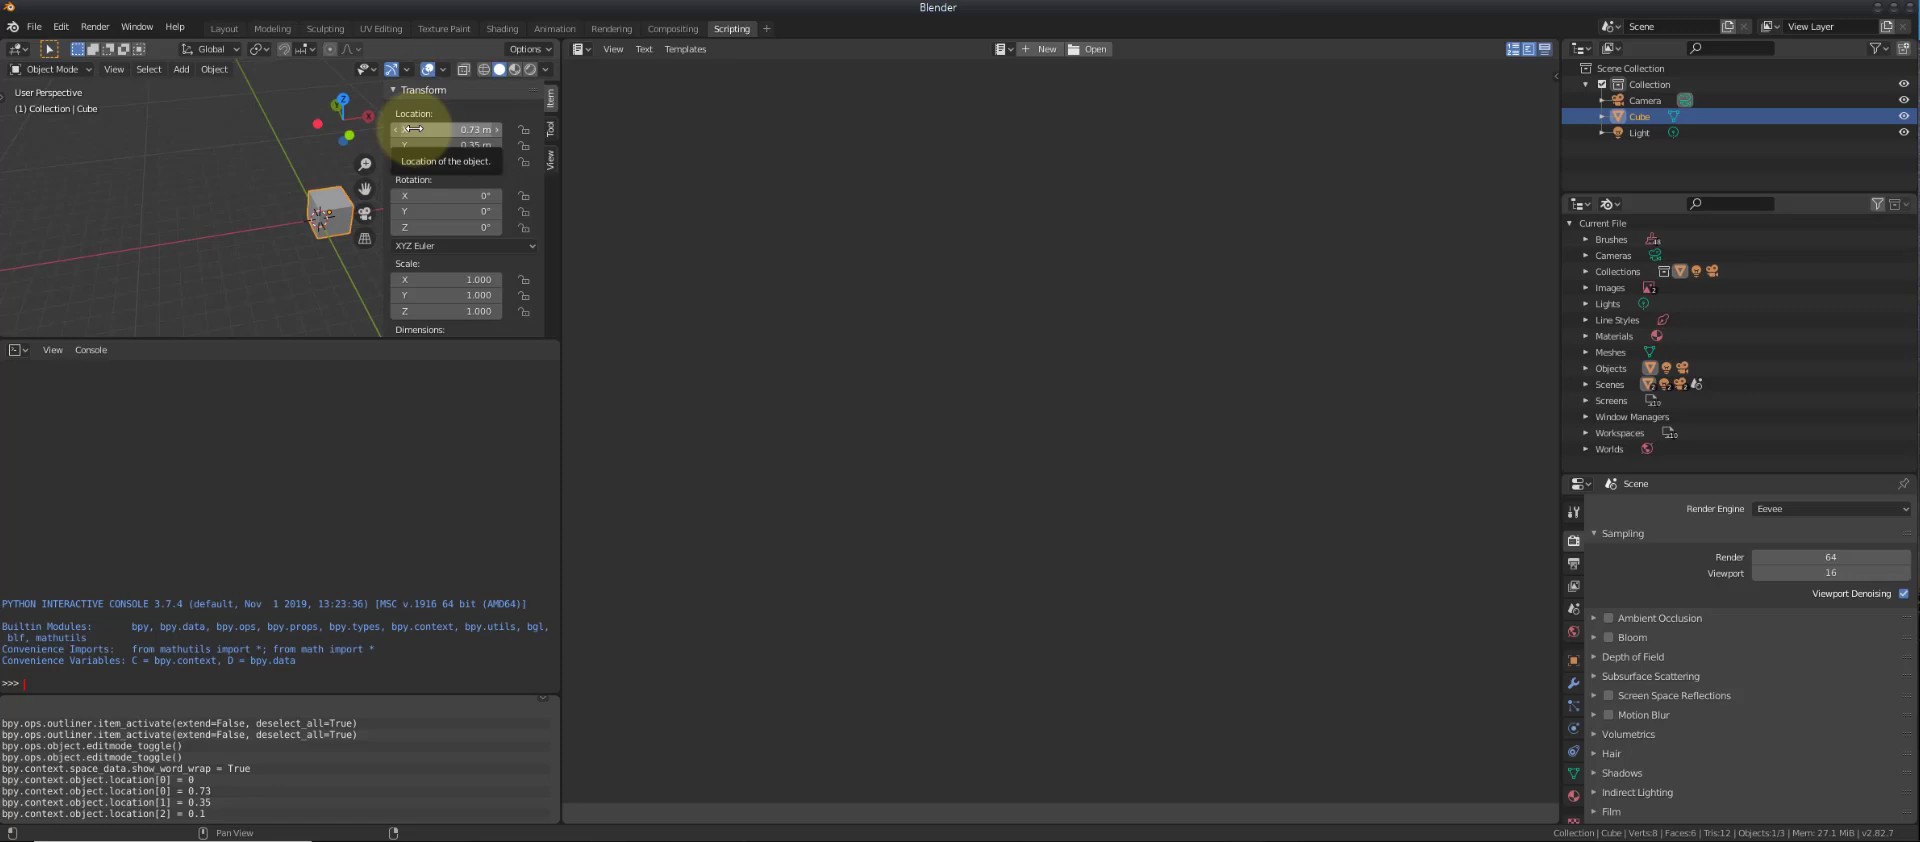 Blender
File Edit Render Window Help Layout Modeling Sculpting UV Editing Texture Paint Shading Animation Rendering Compositing Scripting + Scene View Layer
Global Options
View Text Templates + New Open
Object Mode View Select Add Object
User Perspective
(1) Collection | Cube
Transform
Location:
X 0.73 m
Y 0.35 m
Location of the object.
Rotation:
X 0°
Y 0°
Z 0°
XYZ Euler
Scale:
X 1.000
Y 1.000
Z 1.000
Dimensions:
Item
Tool
View
Z
Y
X
View Console
PYTHON INTERACTIVE CONSOLE 3.7.4 (default, Nov  1 2019, 13:23:36) [MSC v.1916 64 bit (AMD64)]
Builtin Modules:       bpy, bpy.data, bpy.ops, bpy.props, bpy.types, bpy.context, bpy.utils, bgl,
blf, mathutils
Convenience Imports:   from mathutils import *; from math import *
Convenience Variables: C = bpy.context, D = bpy.data
>>>
bpy.ops.outliner.item_activate(extend=False, deselect_all=True)
bpy.ops.outliner.item_activate(extend=False, deselect_all=True)
bpy.ops.object.editmode_toggle()
bpy.ops.object.editmode_toggle()
bpy.context.space_data.show_word_wrap = True
bpy.context.object.location[0] = 0
bpy.context.object.location[0] = 0.73
bpy.context.object.location[1] = 0.35
bpy.context.object.location[2] = 0.1
Scene Collection
Collection
Camera
Cube
Light
Current File
Brushes 48
Cameras
Collections
Images 2
Lights
Line Styles
Materials
Meshes
Objects
Scenes 2 2 2
Screens 10
Window Managers
Workspaces 10
Worlds
Scene
Render Engine Eevee
Sampling
Render 64
Viewport 16
Viewport Denoising
Ambient Occlusion
Bloom
Depth of Field
Subsurface Scattering
Screen Space Reflections
Motion Blur
Volumetrics
Hair
Shadows
Indirect Lighting
Film
Pan View
Collection | Cube | Verts:8 | Faces:6 | Tris:12 | Objects:1/3 | Mem: 27.1 MiB | v2.82.7